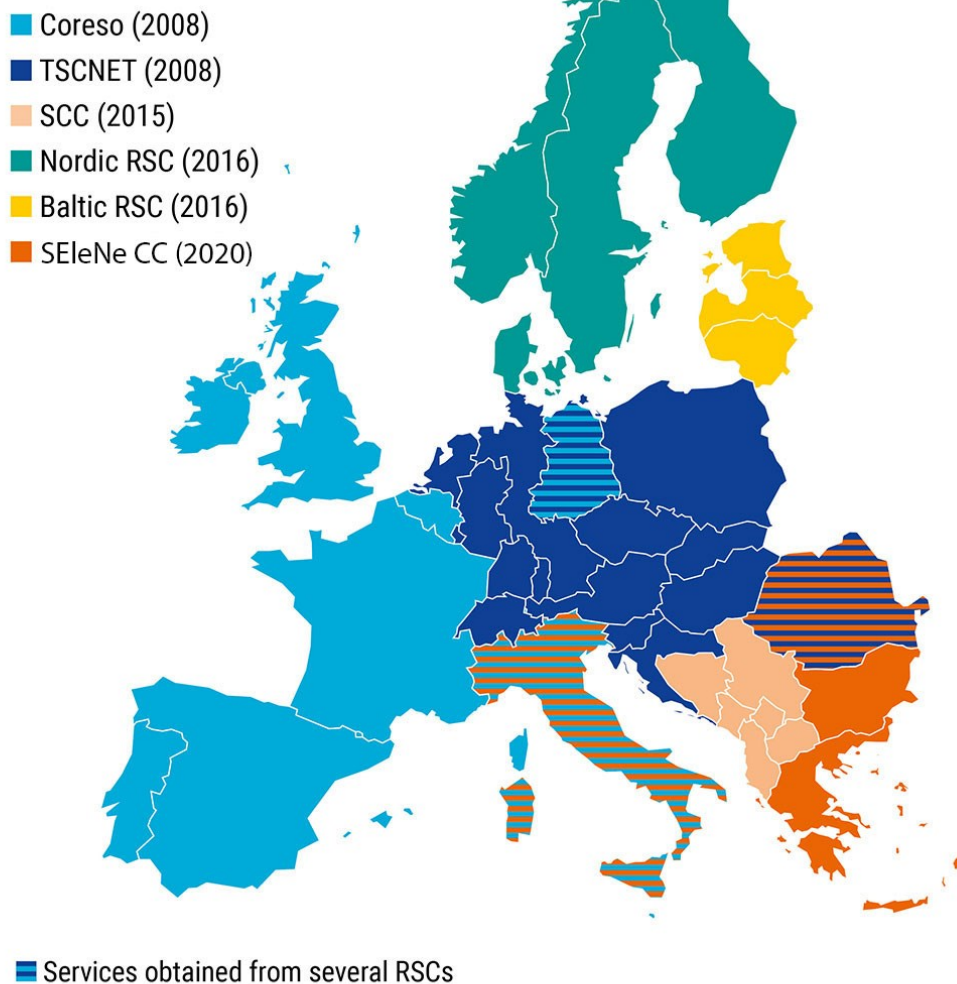 Coreso (2008)
TSCNET (2008)
SCC (2015)
Nordic RSC (2016)
Baltic RSC (2016)
SEleNe CC (2020)
Services obtained from several RSCs